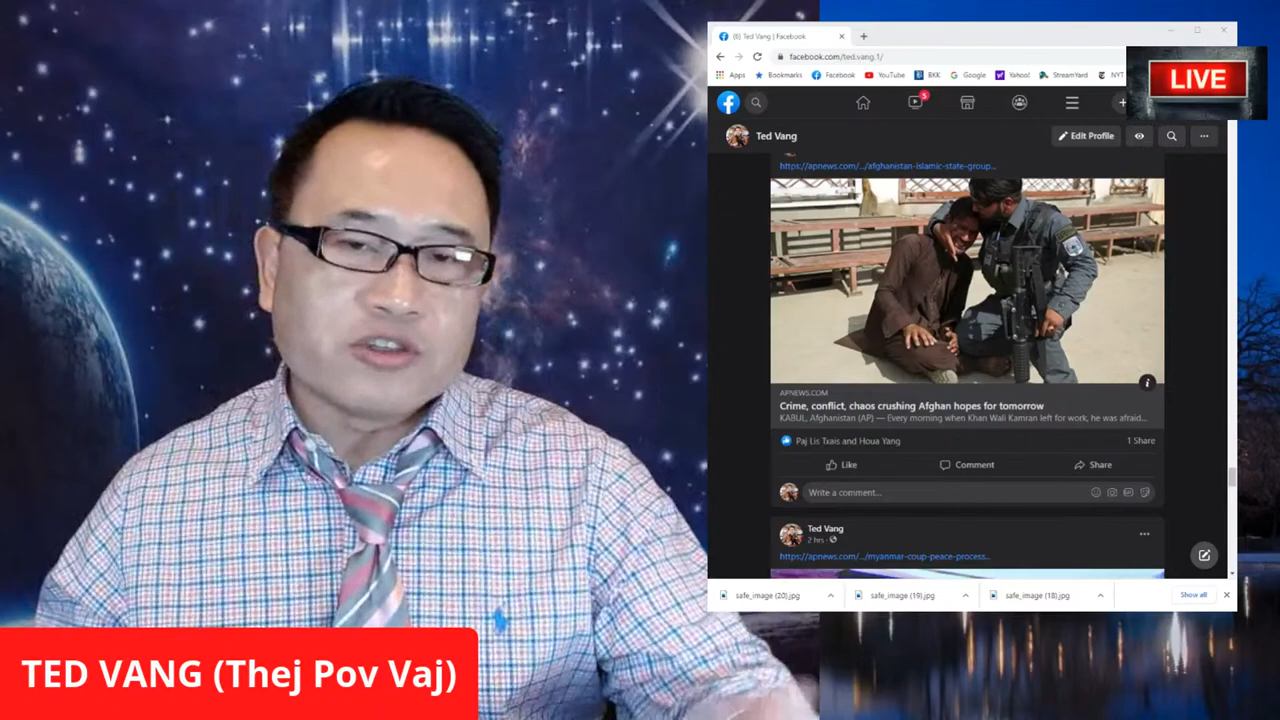 (6) Ted Vang | Facebook
facebook.com/ted.vang.1/
Apps Bookmarks Facebook YouTube BKK Google Yahoo! StreamYard NYT
LIVE
5
Ted Vang
Edit Profile
https://apnews.com/.../afghanistan-islamic-state-group...
APNEWS.COM
Crime, conflict, chaos crushing Afghan hopes for tomorrow
KABUL, Afghanistan (AP) — Every morning when Khan Wali Kamran left for work, he was afraid...
Paj Lis Txais and Houa Yang
1 Share
Like Comment Share
Write a comment...
Ted Vang
2 hrs
https://apnews.com/.../myanmar-coup-peace-process...
safe_image (20).jpg safe_image (19).jpg safe_image (18).jpg Show all
TED VANG (Thej Pov Vaj)